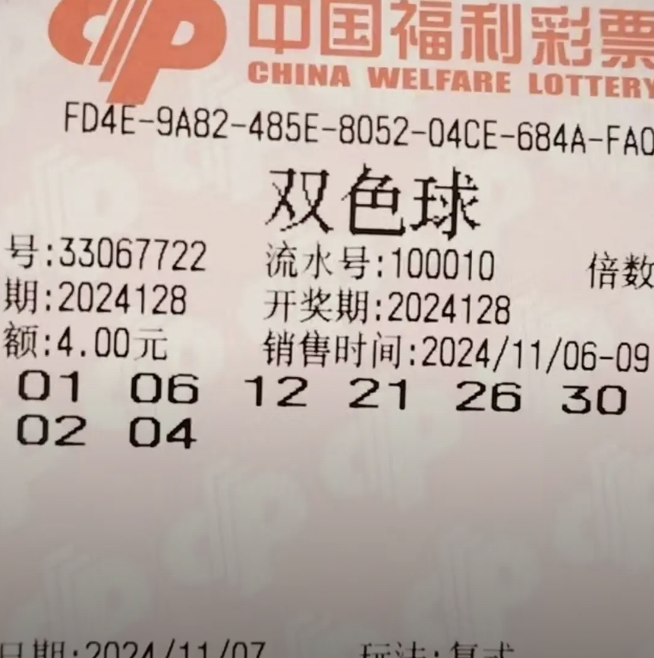 中国福利彩票
CHINA WELFARE LOTTERY
FD4E-9A82-485E-8052-04CE-684A-FA0
双色球
号:33067722 流水号:100010 倍数
期:2024128 开奖期:2024128
额:4.00元 销售时间:2024/11/06-09
01 06 12 21 26 30
02 04
日期:2024/11/07 玩法:复式